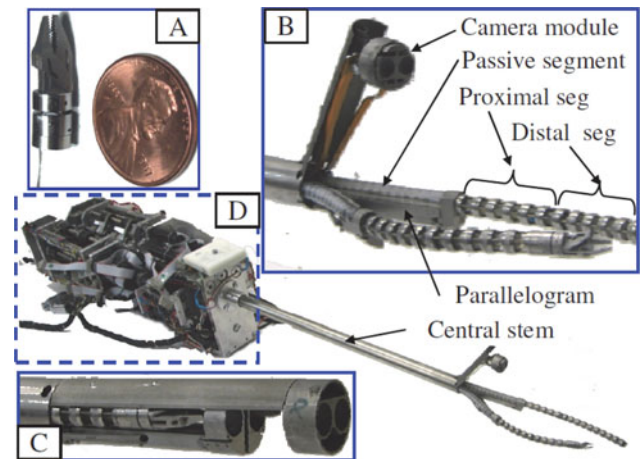 A
B
Camera module
Passive segment
Proximal seg
Distal seg
D
Parallelogram
Central stem
C